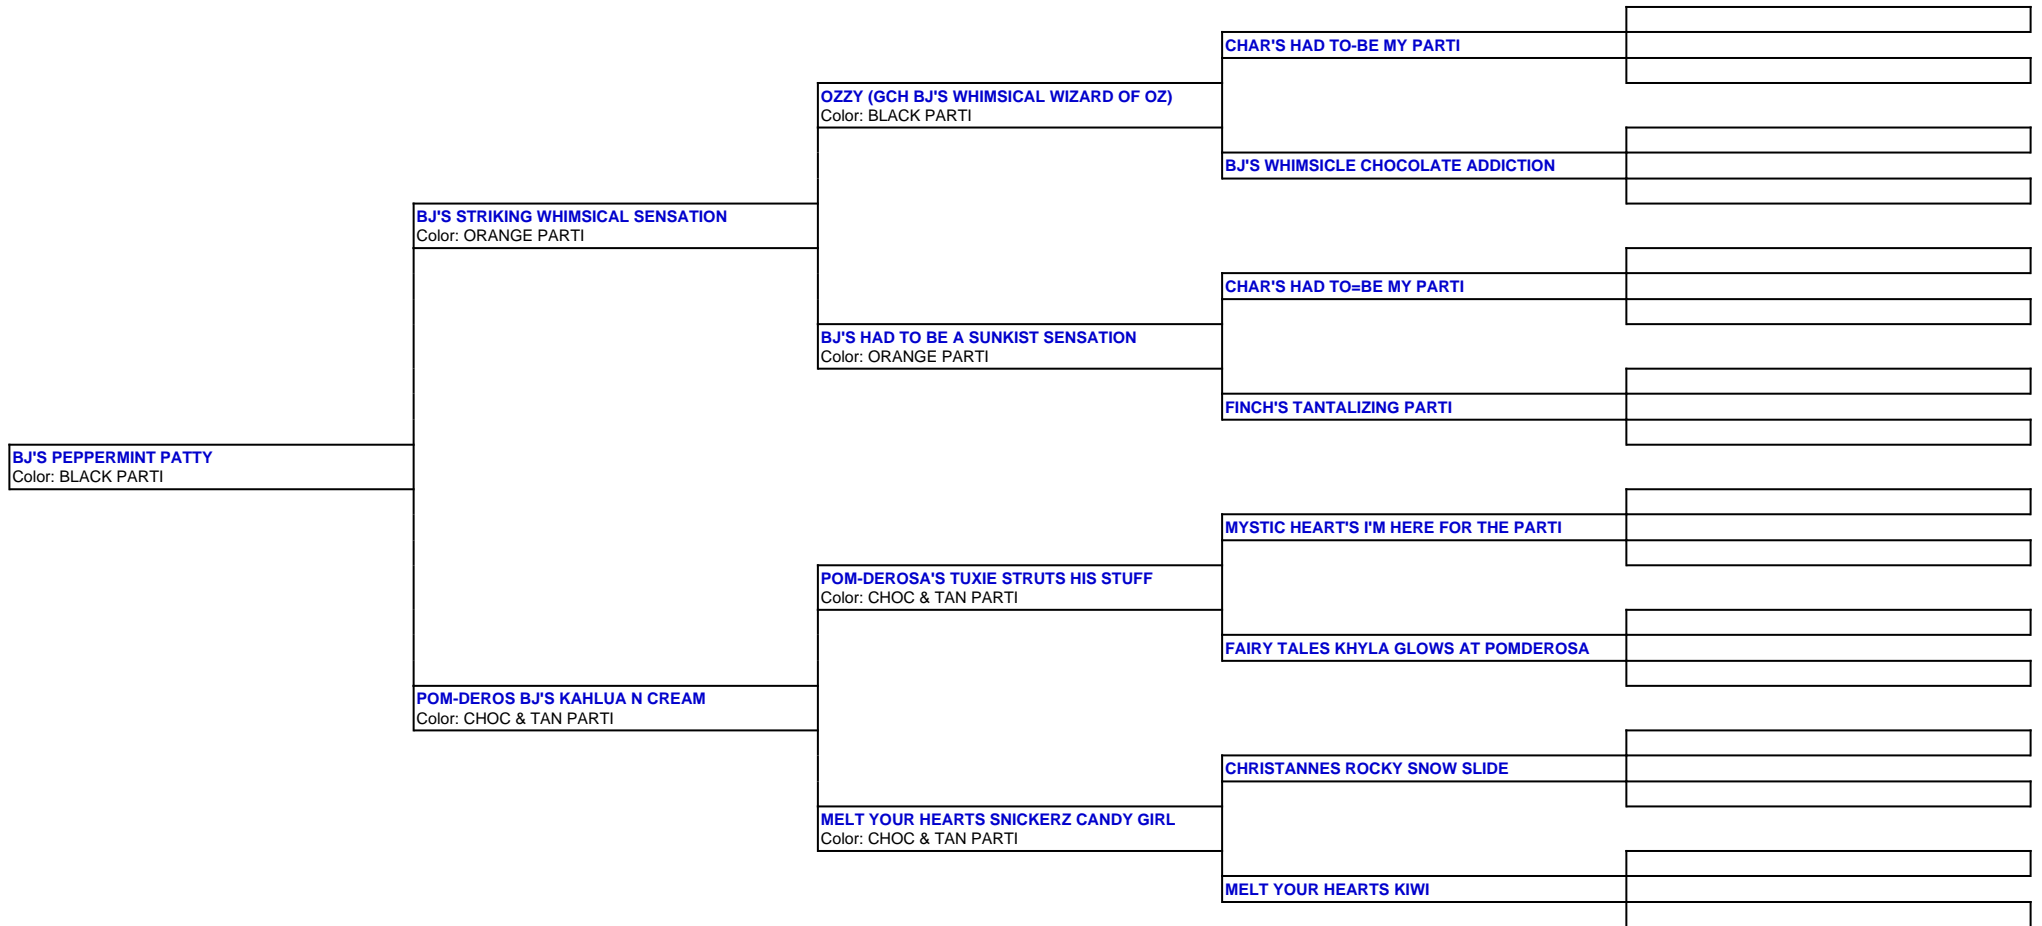 CHAR'S HAD TO-BE MY PARTI
OZZY (GCH BJ'S WHIMSICAL WIZARD OF OZ)
Color: BLACK PARTI
BJ'S WHIMSICLE CHOCOLATE ADDICTION
BJ'S STRIKING WHIMSICAL SENSATION
Color: ORANGE PARTI
CHAR'S HAD TO=BE MY PARTI
BJ'S HAD TO BE A SUNKIST SENSATION
Color: ORANGE PARTI
FINCH'S TANTALIZING PARTI
BJ'S PEPPERMINT PATTY
Color: BLACK PARTI
MYSTIC HEART'S I'M HERE FOR THE PARTI
POM-DEROSA'S TUXIE STRUTS HIS STUFF
Color: CHOC & TAN PARTI
FAIRY TALES KHYLA GLOWS AT POMDEROSA
POM-DEROS BJ'S KAHLUA N CREAM
Color: CHOC & TAN PARTI
CHRISTANNES ROCKY SNOW SLIDE
MELT YOUR HEARTS SNICKERZ CANDY GIRL
Color: CHOC & TAN PARTI
MELT YOUR HEARTS KIWI